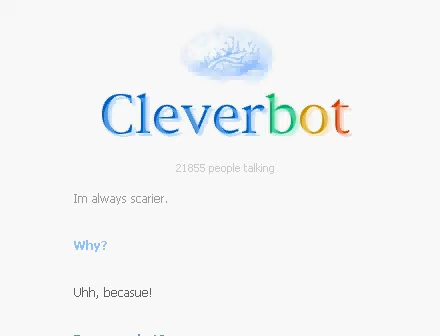 Cleverbot
21855 people talking
Im always scarier.
Why?
Uhh, becasue!